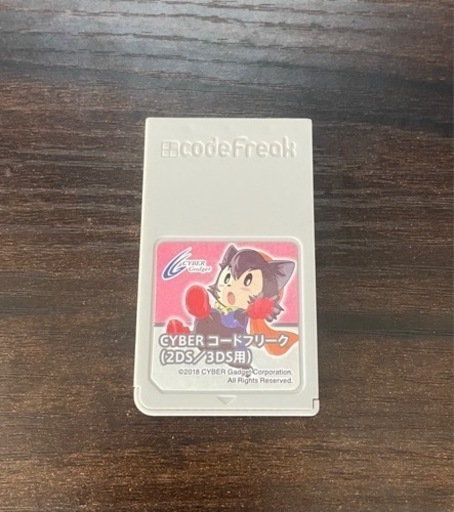 codeFreak
CYBER
Gadget
CYBER コードフリーク
(2DS／3DS用)
©2018 CYBER Gadget Corporation.
All Rights Reserved.